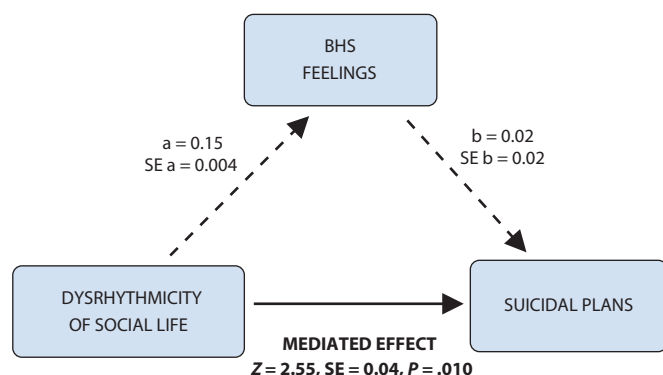 BHS
FEELINGS
a = 0.15
SE a = 0.004
b = 0.02
SE b = 0.02
DYSRHYTHMICITY
OF SOCIAL LIFE
SUICIDAL PLANS
MEDIATED EFFECT
Z = 2.55, SE = 0.04, P = .010